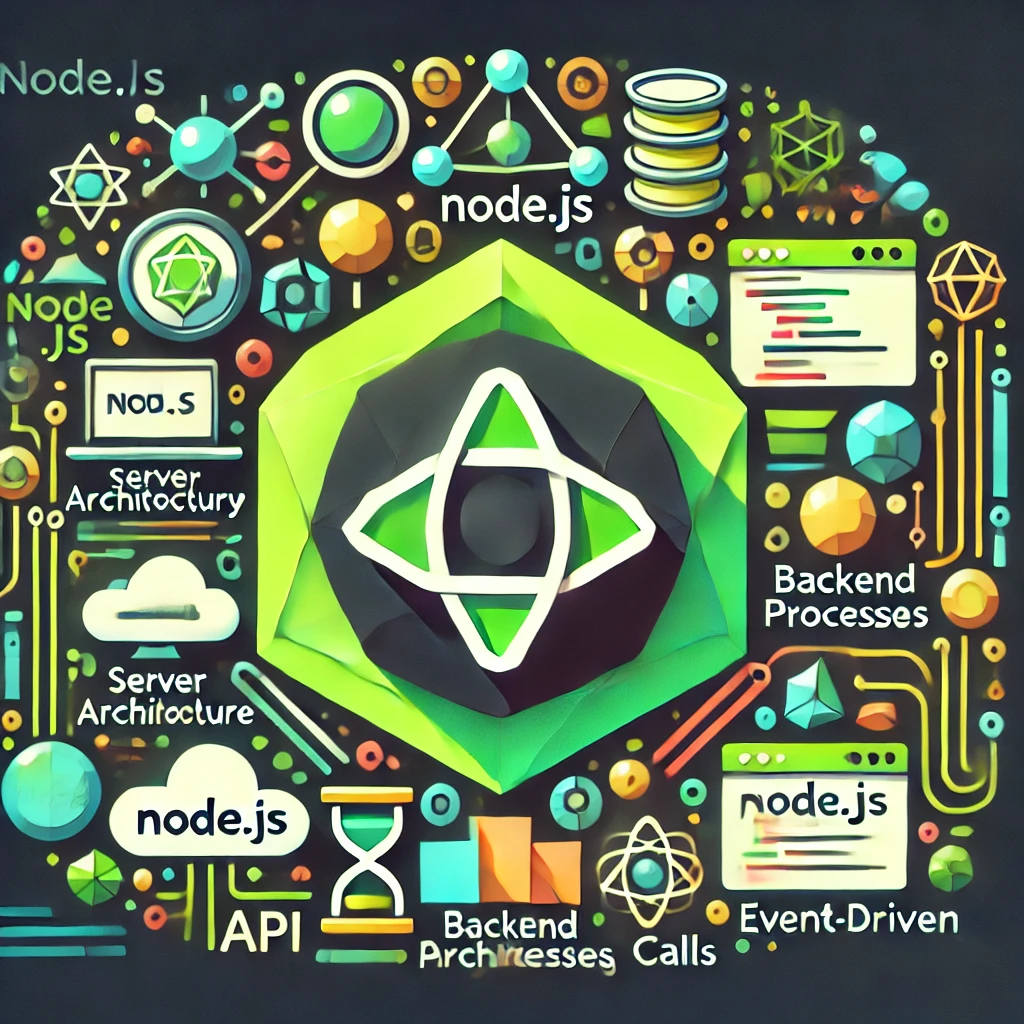 Node.Js
node.js
Node
.JS
NOD.S
Server
Architoctury
Backend
Processes
Server
Architocture
node.js
node.js
API
Backend
Calls
Event-Driven